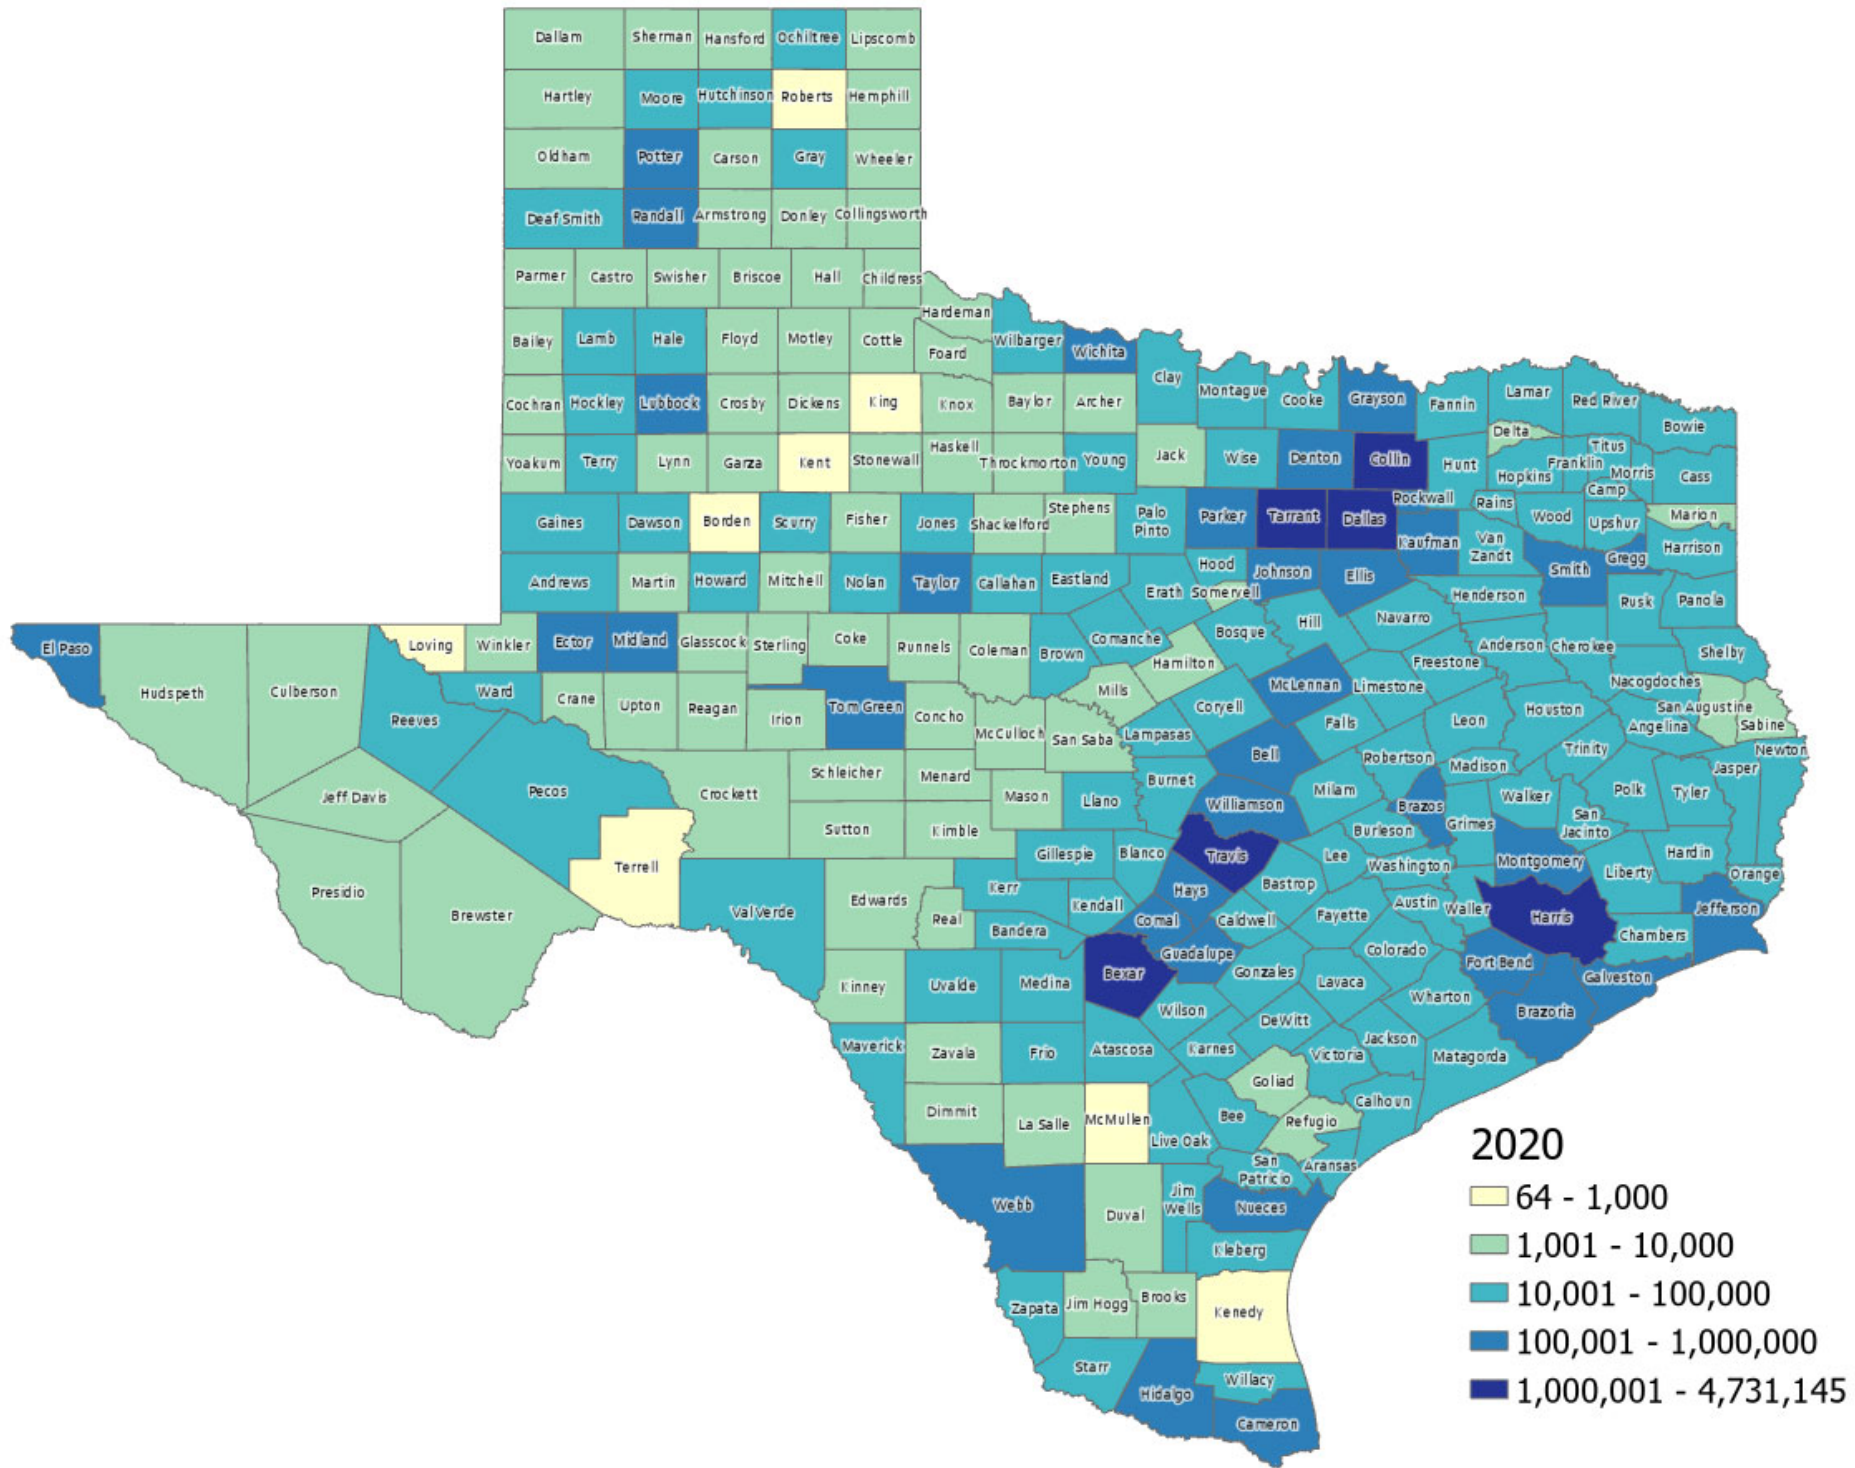 Dallam Sherman Hansford Ochiltree Lipscomb
Hartley Moore Hutchinson Roberts Hemphill
Oldham Potter Carson Gray Wheeler
Deaf Smith Randall Armstrong Donley Collingsworth
Parmer Castro Swisher Briscoe Hall Childress
Hardeman
Bailey Lamb Hale Floyd Motley Cottle Foard Wilbarger Wichita
Cochran Hockley Lubbock Crosby Dickens King Knox Baylor Archer Clay Montague Cooke Grayson Fannin Lamar Red River Bowie
Delta
Yoakum Terry Lynn Garza Kent Stonewall Haskell Throckmorton Young Jack Wise Denton Collin Hunt Hopkins Franklin Titus Morris Camp Cass
Gaines Dawson Borden Scurry Fisher Jones Shackelford Stephens Palo
Pinto
Parker Tarrant Dallas Rockwall Rains Wood Upshur Marion
Kaufman Van
Zandt
Smith Gregg Harrison
Andrews Martin Howard Mitchell Nolan Taylor Callahan Eastland Erath Hood Somervell Johnson Ellis Henderson Rusk Panola
El Paso Hudspeth Culberson Loving Winkler Ector Midland Glasscock Sterling Coke Runnels Coleman Brown Comanche Hamilton Bosque Hill Navarro Freestone Anderson Cherokee Shelby
Nacogdoches
Reeves Ward Crane Upton Reagan Irion Tom Green Concho McCulloch San Saba Mills Lampasas Coryell McLennan Limestone Falls Leon Houston Angelina San Augustine Sabine
Jeff Davis Pecos Crockett Schleicher Menard Mason Llano Burnet Bell Milam Robertson Madison Trinity Polk Tyler Jasper Newton
Sutton Kimble Williamson Brazos Walker Grimes San
Jacinto
Presidio Brewster Terrell Val Verde Edwards Real Kerr Gillespie Blanco Travis Lee Burleson Washington Montgomery Liberty Hardin Orange
Bandera Kendall Hays Comal Caldwell Bastrop Fayette Austin Waller Harris Chambers Jefferson
Kinney Uvalde Medina Bexar Guadalupe Gonzales Lavaca Colorado Fort Bend Galveston
Wilson Wharton Brazoria
Maverick Zavala Frio Atascosa Karnes DeWitt Victoria Jackson Matagorda
Dimmit La Salle McMullen Live Oak Bee Goliad Refugio Calhoun
San
Patricio
Aransas
Webb Duval Jim
Wells
Nueces
Kleberg
Zapata Jim Hogg Brooks Kenedy
Starr Hidalgo Willacy
Cameron
2020
64 - 1,000
1,001 - 10,000
10,001 - 100,000
100,001 - 1,000,000
1,000,001 - 4,731,145